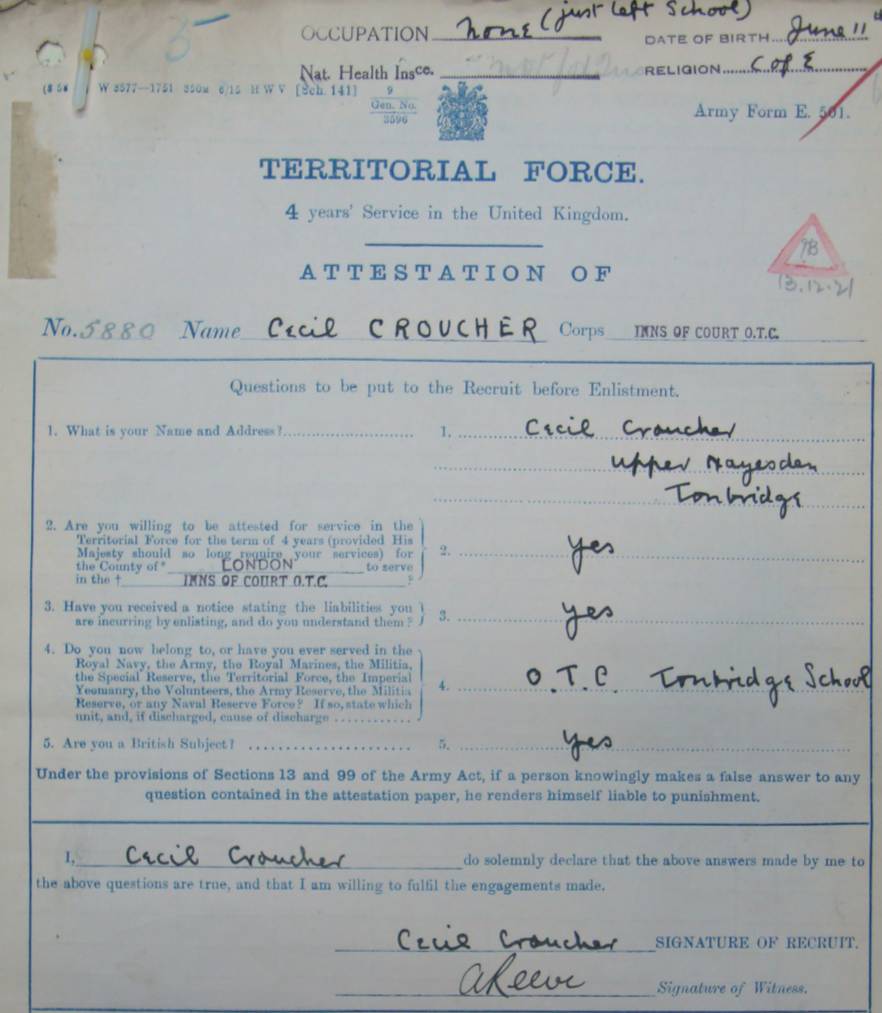 OCCUPATION none (just left School) DATE OF BIRTH June 11
Nat. Health Insce. RELIGION C of E
W 3577—1751 350M 6/15 H W V [Sch. 141] 9
Gen. No.
3596
Army Form E. 501.
TERRITORIAL FORCE.
4 years' Service in the United Kingdom.
ATTESTATION OF
13.12.21
No. 5880 Name Cecil CROUCHER Corps INNS OF COURT O.T.C.
Questions to be put to the Recruit before Enlistment.
1. What is your Name and Address? 1. Cecil Croucher
Upper Hayesden
Tonbridge
2. Are you willing to be attested for service in the
Territorial Force for the term of 4 years (provided His
Majesty should so long require your services) for
the County of* LONDON to serve
in the † INNS OF COURT O.T.C. ?
2. yes
3. Have you received a notice stating the liabilities you
are incurring by enlisting, and do you understand them?
3. yes
4. Do you now belong to, or have you ever served in the
Royal Navy, the Army, the Royal Marines, the Militia,
the Special Reserve, the Territorial Force, the Imperial
Yeomanry, the Volunteers, the Army Reserve, the Militia
Reserve, or any Naval Reserve Force? If so, state which
unit, and, if discharged, cause of discharge
4. O.T.C. Tonbridge School
5. Are you a British Subject? 5. yes
Under the provisions of Sections 13 and 99 of the Army Act, if a person knowingly makes a false answer to any
question contained in the attestation paper, he renders himself liable to punishment.
I, Cecil Croucher do solemnly declare that the above answers made by me to
the above questions are true, and that I am willing to fulfil the engagements made.
Cecil Croucher SIGNATURE OF RECRUIT.
A Reeve Signature of Witness.